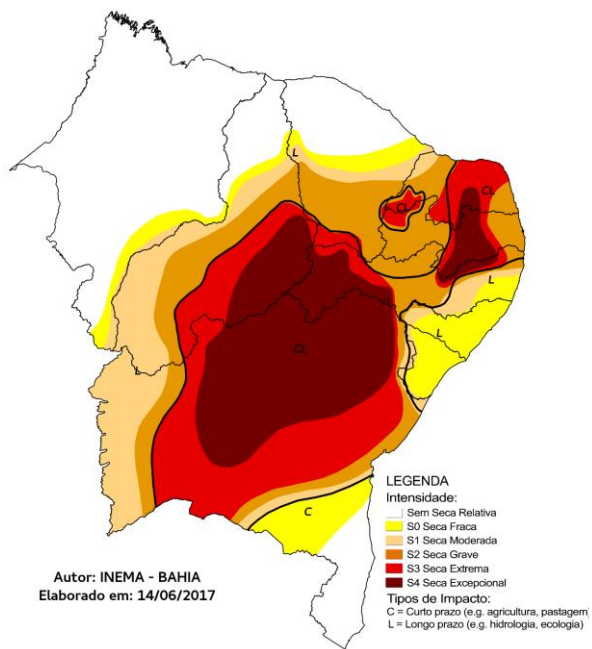 L
CL
CL
L
L
CL
C
LEGENDA
Intensidade:
Sem Seca Relativa
S0 Seca Fraca
S1 Seca Moderada
S2 Seca Grave
S3 Seca Extrema
S4 Seca Excepcional
Tipos de Impacto:
C = Curto prazo (e.g. agricultura, pastagem)
L = Longo prazo (e.g. hidrologia, ecologia)
Autor: INEMA - BAHIA
Elaborado em: 14/06/2017